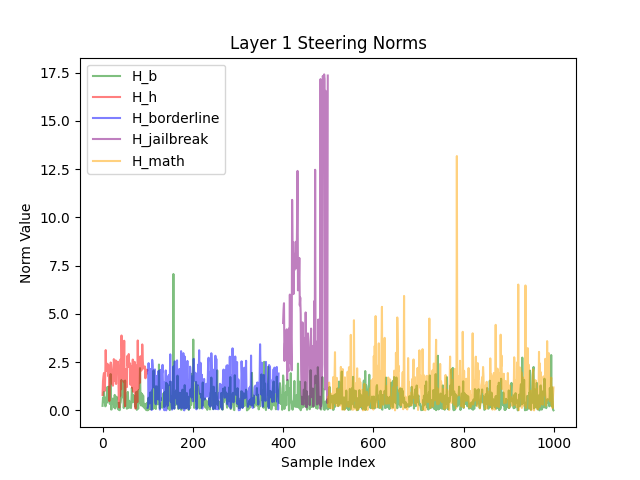 Layer 1 Steering Norms
H_b
H_h
H_borderline
H_jailbreak
H_math
Norm Value
17.5
15.0
12.5
10.0
7.5
5.0
2.5
0.0
0
200
400
600
800
1000
Sample Index